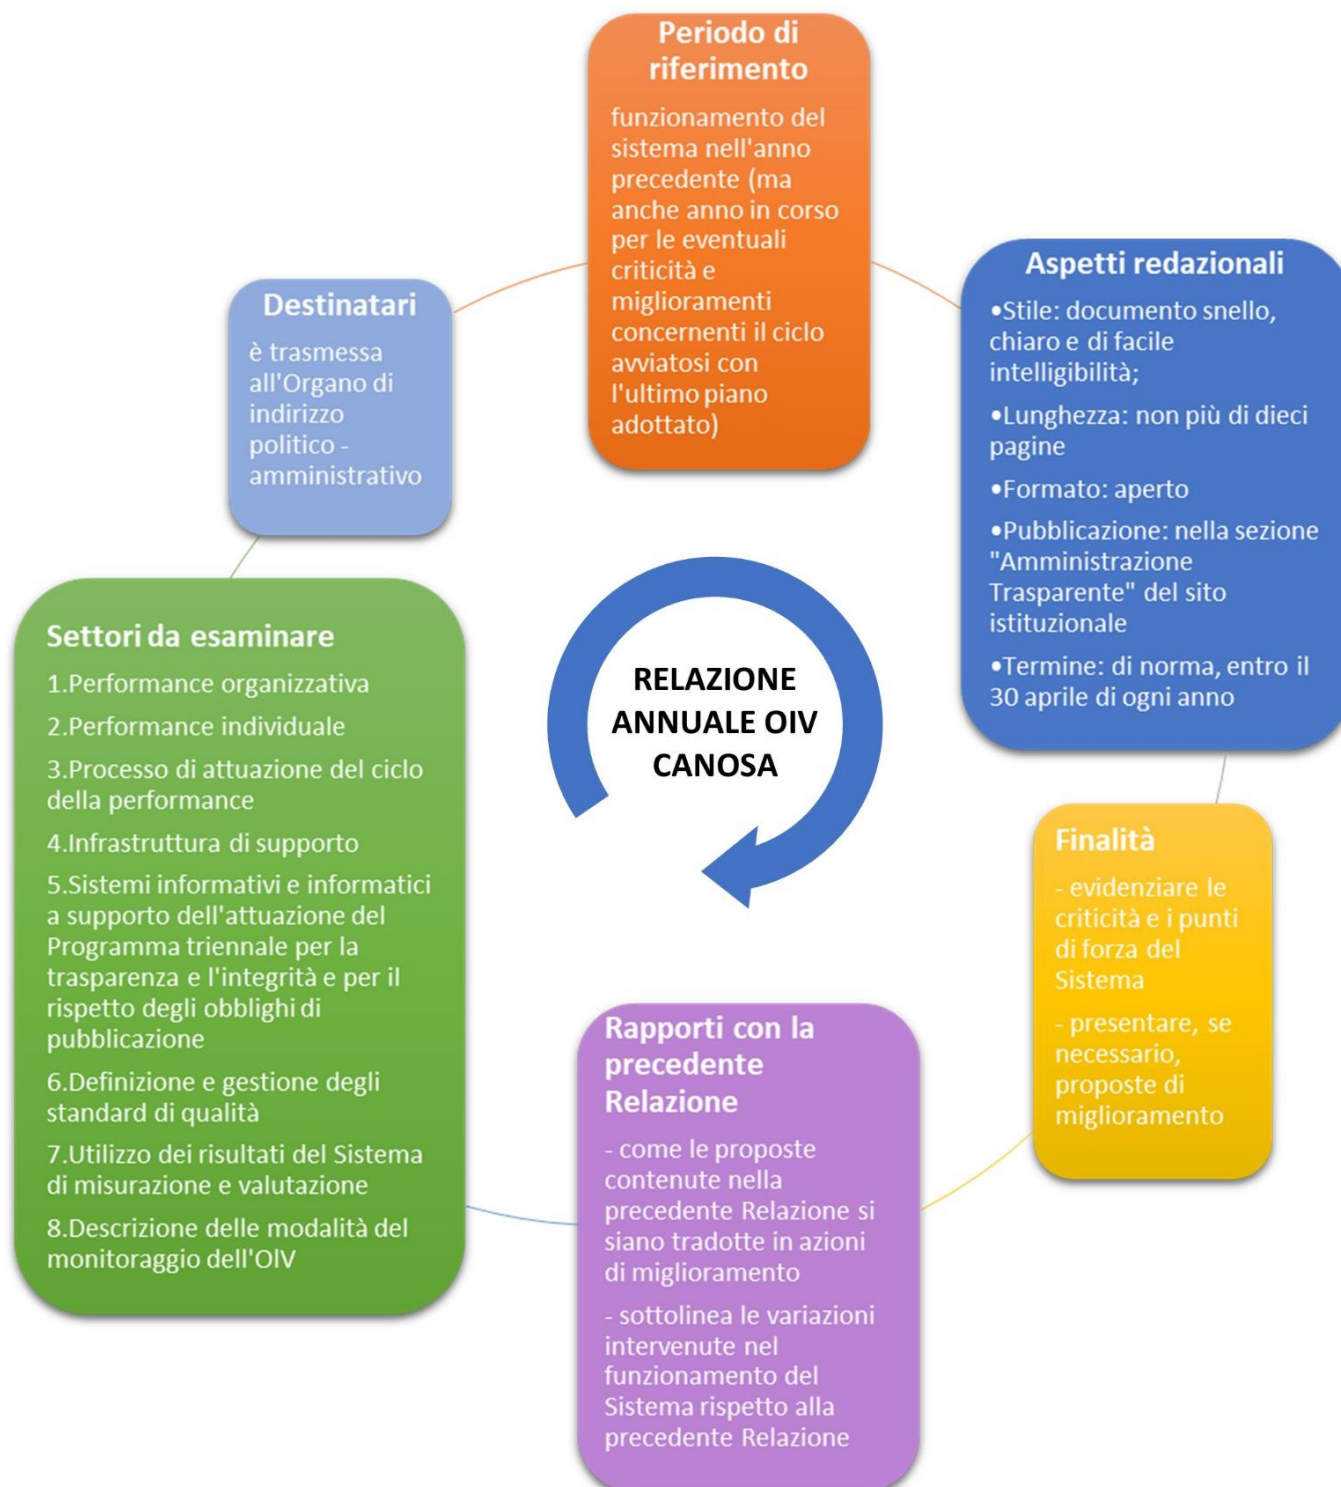 Periodo di
riferimento
funzionamento del
sistema nell'anno
precedente (ma
anche anno in corso
per le eventuali
criticità e
miglioramenti
concernenti il ciclo
avviatosi con
l'ultimo piano
adottato)
Aspetti redazionali
•Stile: documento snello,
chiaro e di facile
intelligibilità;
•Lunghezza: non più di dieci
pagine
•Formato: aperto
•Pubblicazione: nella sezione
"Amministrazione
Trasparente" del sito
istituzionale
•Termine: di norma, entro il
30 aprile di ogni anno
Finalità
- evidenziare le
criticità e i punti
di forza del
Sistema
- presentare, se
necessario,
proposte di
miglioramento
Rapporti con la
precedente
Relazione
- come le proposte
contenute nella
precedente Relazione si
siano tradotte in azioni
di miglioramento
- sottolinea le variazioni
intervenute nel
funzionamento del
Sistema rispetto alla
precedente Relazione
Settori da esaminare
1.Performance organizzativa
2.Performance individuale
3.Processo di attuazione del ciclo
della performance
4.Infrastruttura di supporto
5.Sistemi informativi e informatici
a supporto dell'attuazione del
Programma triennale per la
trasparenza e l'integrità e per il
rispetto degli obblighi di
pubblicazione
6.Definizione e gestione degli
standard di qualità
7.Utilizzo dei risultati del Sistema
di misurazione e valutazione
8.Descrizione delle modalità del
monitoraggio dell'OIV
Destinatari
è trasmessa
all'Organo di
indirizzo
politico -
amministrativo
RELAZIONE
ANNUALE OIV
CANOSA